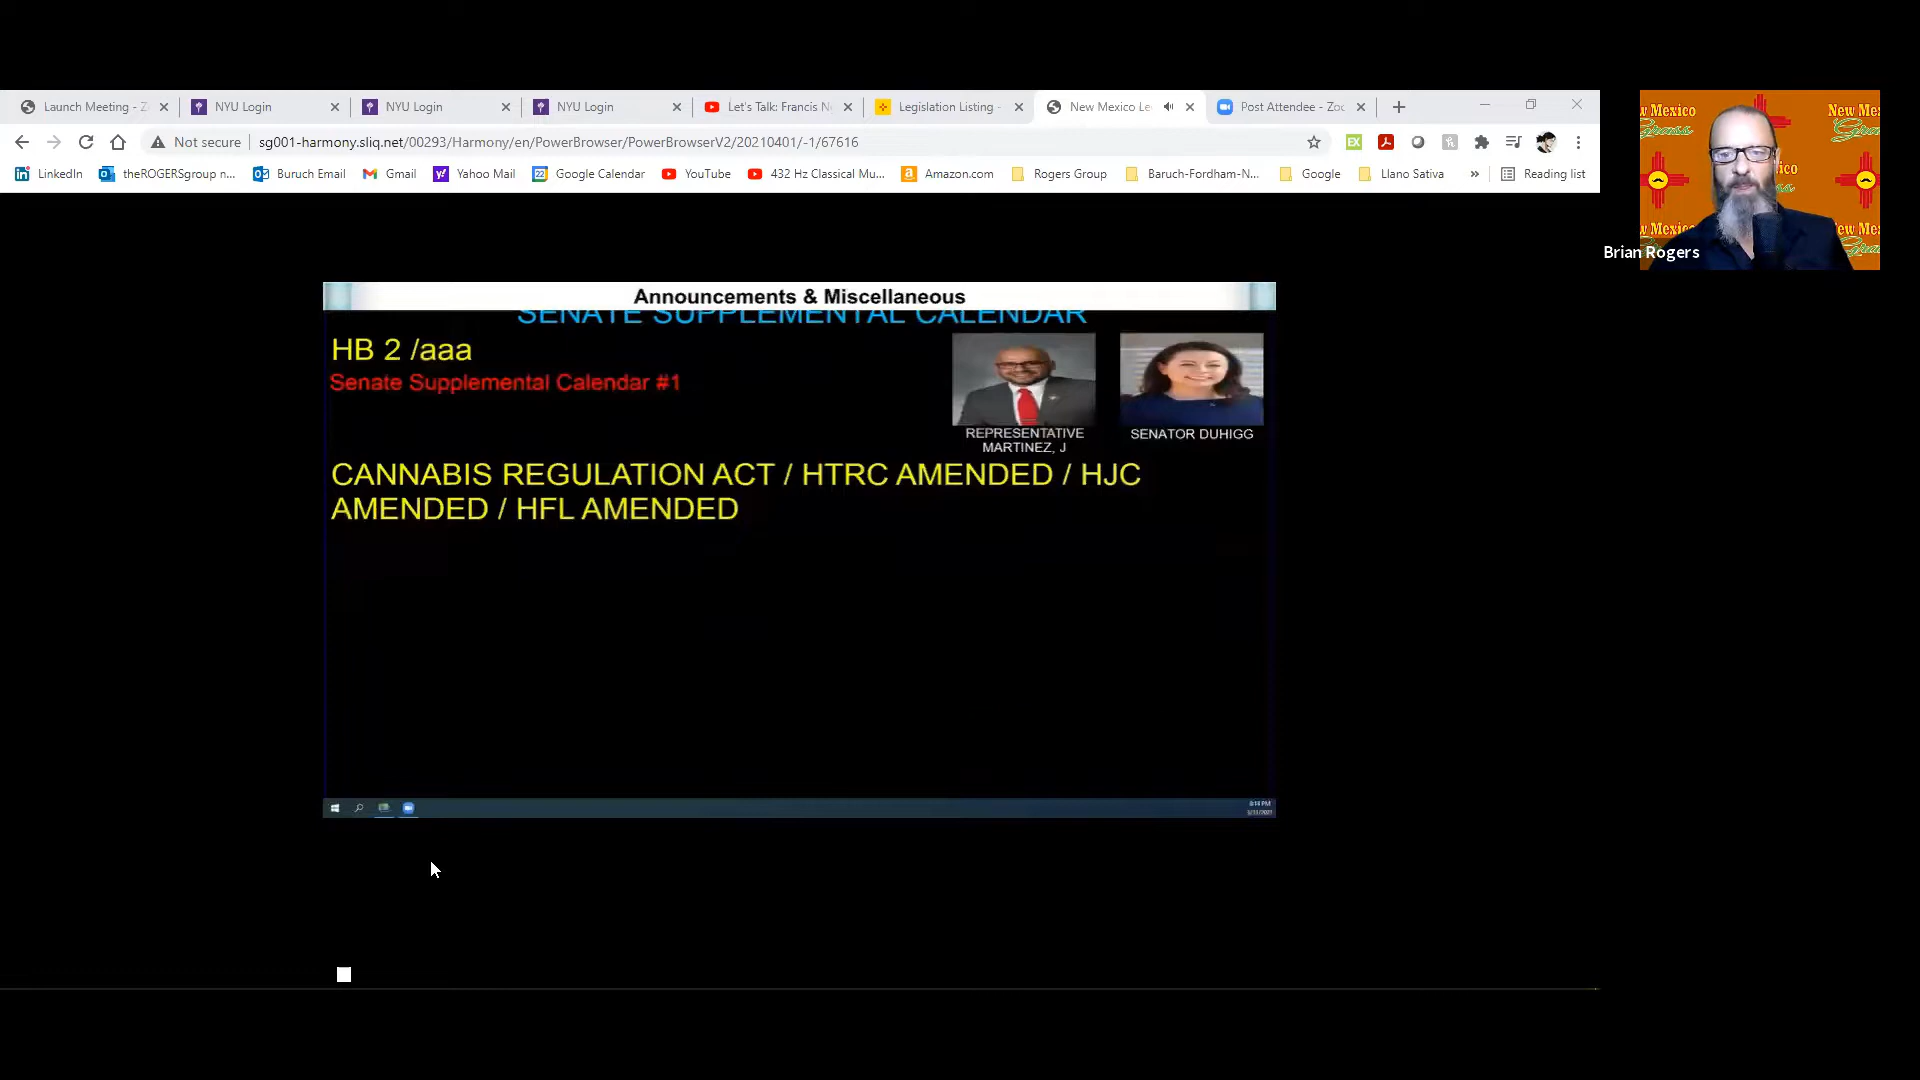 Launch Meeting - Z
NYU Login
NYU Login
NYU Login
Let's Talk: Francis N
Legislation Listing -
New Mexico Le
Post Attendee - Zoo
Not secure
sg001-harmony.sliq.net/00293/Harmony/en/PowerBrowser/PowerBrowserV2/20210401/-1/67616
LinkedIn
theROGERSgroup n...
Buruch Email
Gmail
Yahoo Mail
Google Calendar
YouTube
432 Hz Classical Mu...
Amazon.com
Rogers Group
Baruch-Fordham-N...
Google
Llano Sativa
Reading list
New Mexico
Grass
Brian Rogers
Announcements & Miscellaneous
SENATE SUPPLEMENTAL CALENDAR
HB 2 /aaa
Senate Supplemental Calendar #1
REPRESENTATIVE
MARTINEZ, J
SENATOR DUHIGG
CANNABIS REGULATION ACT / HTRC AMENDED / HJC
AMENDED / HFL AMENDED